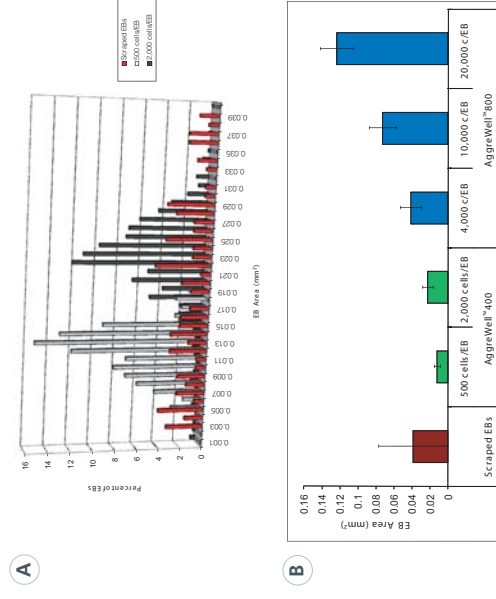 A
Percent of EBs
16
14
12
10
8
6
4
2
0
0.001
0.003
0.005
0.007
0.009
0.011
0.013
0.015
0.017
0.019
0.021
0.023
0.025
0.027
0.029
0.031
0.033
0.035
0.037
0.039
EB Area (mm²)
Scraped EBs
500 cells/EB
2,000 cells/EB
B
EB Area (mm²)
0.16
0.14
0.12
0.1
0.08
0.06
0.04
0.02
0
Scraped EBs
500 cells/EB
2,000 cells/EB
4,000 c/EB
10,000 c/EB
20,000 c/EB
AggreWell™400
AggreWell™800